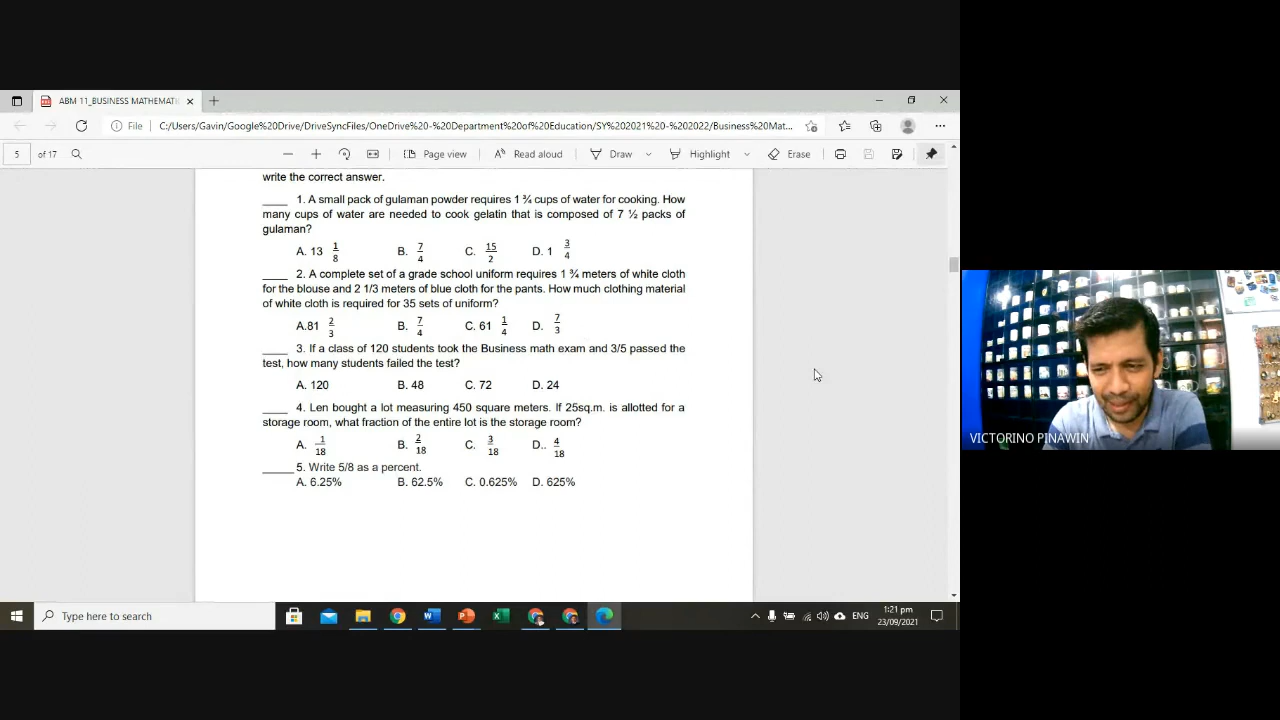 ABM 11_BUSINESS MATHEMATI
File C:/Users/Gavin/Google%20Drive/DriveSyncFiles/OneDrive%20-%20Department%20of%20Education/SY%202021%20-%202022/Business%20Mat...
5 of 17 Page view Read aloud Draw Highlight Erase
write the correct answer.
____ 1. A small pack of gulaman powder requires 1 ¾ cups of water for cooking. How
many cups of water are needed to cook gelatin that is composed of 7 ½ packs of
gulaman?
A. 13 1/8 B. 7/4 C. 15/2 D. 1 3/4
____ 2. A complete set of a grade school uniform requires 1 ¾ meters of white cloth
for the blouse and 2 1/3 meters of blue cloth for the pants. How much clothing material
of white cloth is required for 35 sets of uniform?
A.81 2/3 B. 7/4 C. 61 1/4 D. 7/3
____ 3. If a class of 120 students took the Business math exam and 3/5 passed the
test, how many students failed the test?
A. 120 B. 48 C. 72 D. 24
____ 4. Len bought a lot measuring 450 square meters. If 25sq.m. is allotted for a
storage room, what fraction of the entire lot is the storage room?
A. 1/18 B. 2/18 C. 3/18 D.. 4/18
_____ 5. Write 5/8 as a percent.
A. 6.25% B. 62.5% C. 0.625% D. 625%
VICTORINO PINAWIN
Type here to search
ENG
1:21 pm
23/09/2021